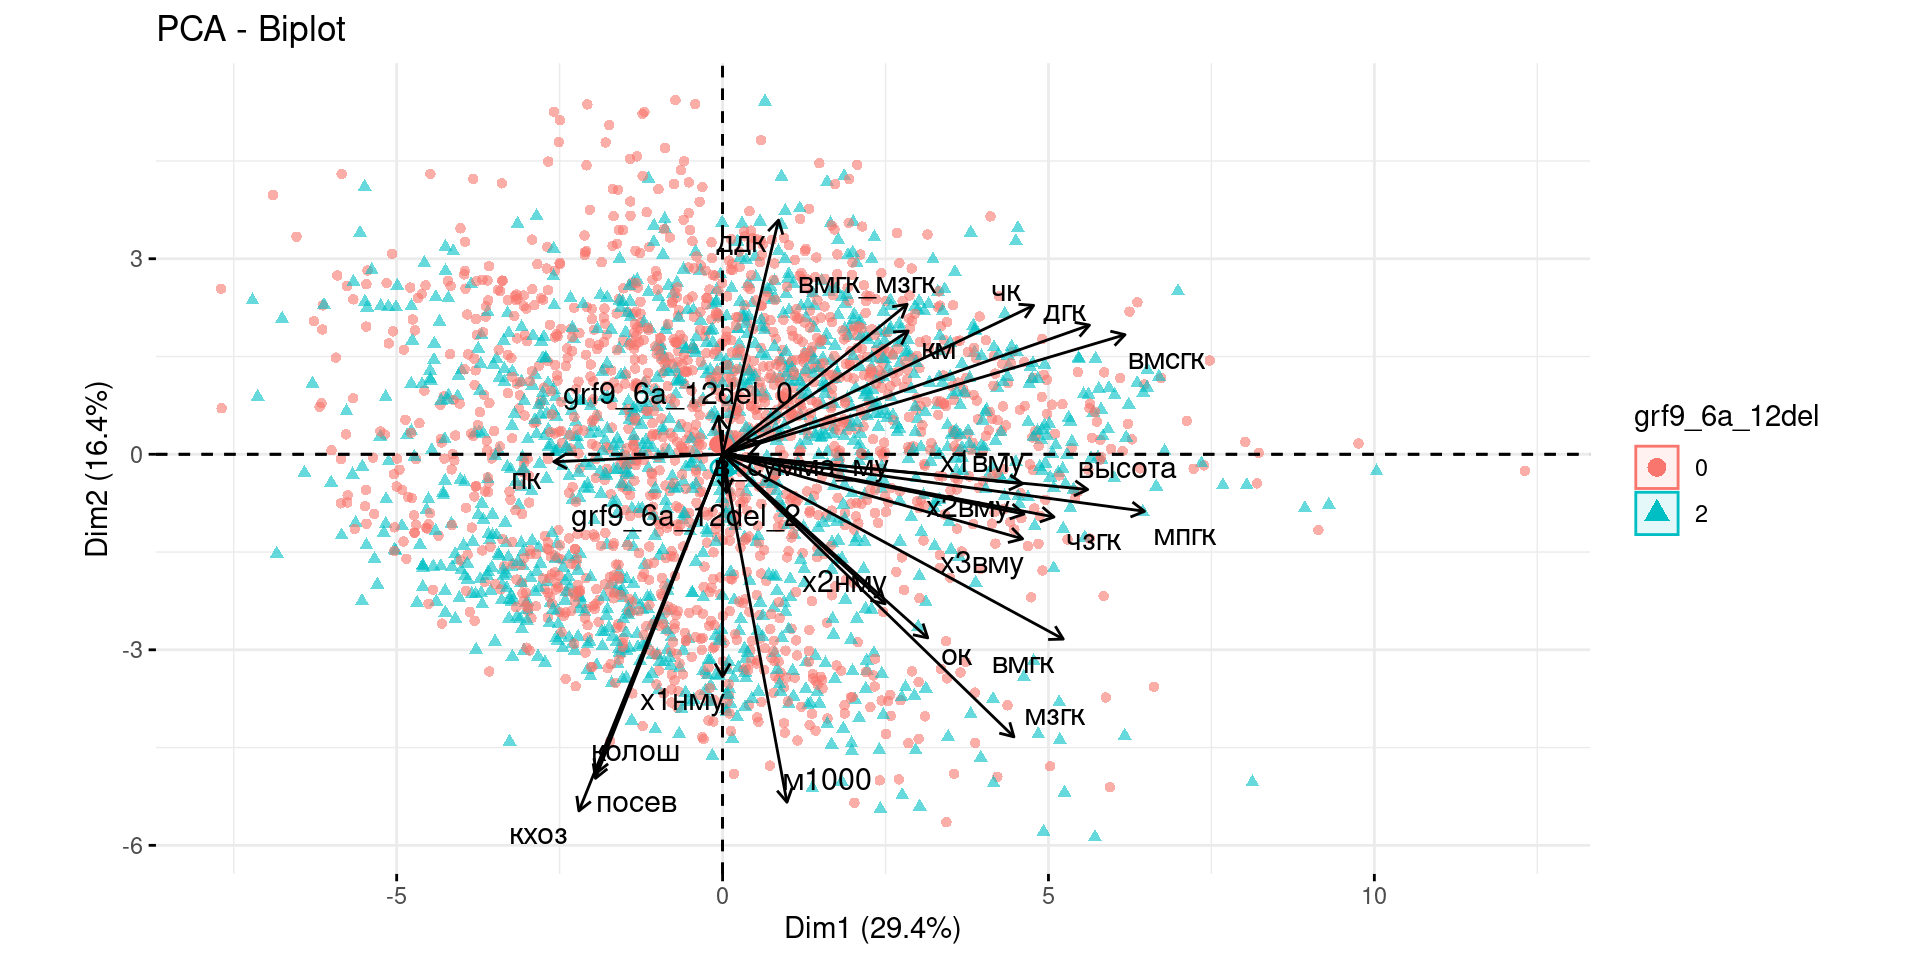 PCA - Biplot
ддк
вмгк_мзгк
чк
дгк
км
вмсгк
grf9_6a_12del_0
пк
в_сумма_му
x1вму
высота
grf9_6a_12del_2
x2вму
чзгк
мпгк
x3вму
x2нму
ок
вмгк
x1нму
мзгк
колош
м1000
посев
кхоз
3
0
-3
-6
-5
0
5
10
Dim1 (29.4%)
Dim2 (16.4%)
grf9_6a_12del
0
2